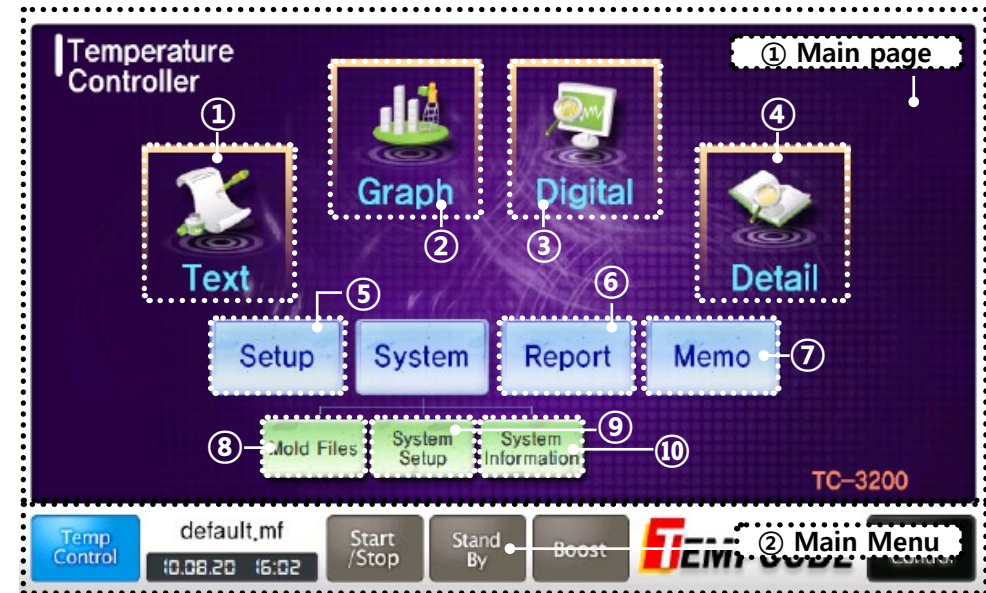 Temperature
Controller
① Main page
①
④
Graph
Digital
②
③
Text
Detail
⑤
⑥
Setup
System
Report
Memo
⑦
⑧
Mold Files
System
Setup
⑨
System
Information
⑩
TC-3200
Temp
Control
default.mf
10.08.20 16:02
Start
/Stop
Stand
By
Boost
② Main Menu